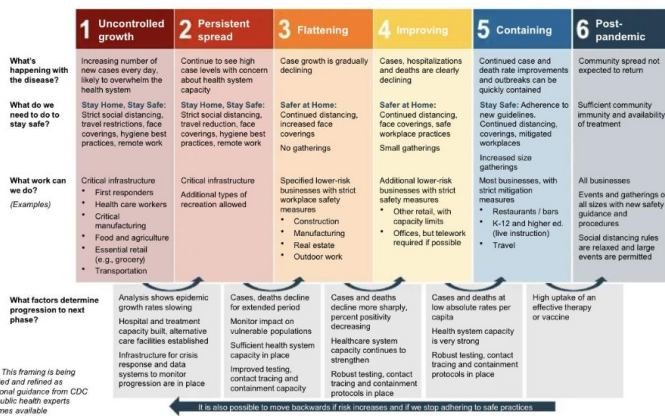 1 Uncontrolled growth
2 Persistent spread
3 Flattening
4 Improving
5 Containing
6 Post-pandemic
What's
happening with
the disease?
Increasing number of
new cases every day,
likely to overwhelm the
health system
Continue to see high
case levels with concern
about health system
capacity
Case growth is gradually
declining
Cases, hospitalizations
and deaths are clearly
declining
Continued case and
death rate improvements
and outbreaks can be
quickly contained
Community spread not
expected to return
What do we
need to do to
stay safe?
Stay Home, Stay Safe:
Strict social distancing,
travel restrictions, face
coverings, hygiene best
practices, remote work
Stay Home, Stay Safe:
Strict social distancing,
travel reduction, face
coverings, hygiene best
practices, remote work
Safer at Home:
Continued distancing,
increased face
coverings
No gatherings
Safer at Home:
Continued distancing,
face coverings, safe
workplace practices
Small gatherings
Stay Safe: Adherence to
new guidelines.
Continued distancing,
coverings, mitigated
workplaces
Increased size
gatherings
Sufficient community
immunity and availability
of treatment
What work can
we do?
(Examples)
Critical infrastructure
• First responders
• Health care workers
• Critical
manufacturing
• Food and agriculture
• Essential retail
(e.g., grocery)
• Transportation
Critical infrastructure
Additional types of
recreation allowed
Specified lower-risk
businesses with strict
workplace safety
measures
• Construction
• Manufacturing
• Real estate
• Outdoor work
Additional lower-risk
businesses with strict
safety measures
• Other retail, with
capacity limits
• Offices, but telework
required if possible
Most businesses, with
strict mitigation
measures
• Restaurants / bars
• K-12 and higher ed.
(live instruction)
• Travel
All businesses
Events and gatherings o
all sizes with new safety
guidance and
procedures
Social distancing rules
are relaxed and large
events are permitted
What factors determine
progression to next
phase?
Analysis shows epidemic
growth rates slowing
Hospital and treatment
capacity built, alternative
care facilities established
Infrastructure for crisis
response and data
systems to monitor
progression are in place
Cases, deaths decline
for extended period
Monitor impact on
vulnerable populations
Sufficient health system
capacity in place
Improved testing,
contact tracing and
containment capacity
Cases and deaths
decline more sharply,
percent positivity
decreasing
Healthcare system
capacity continues to
strengthen
Robust testing, contact
tracing and containment
protocols in place
Cases and deaths at
low absolute rates per
capita
Health system capacity
is very strong
Robust testing, contact
tracing and containment
protocols in place
High uptake of an
effective therapy
or vaccine
This framing is being
ied and refined as
onal guidance from CDC
ublic health experts
mes available
It is also possible to move backwards if risk increases and if we stop adhering to safe practices